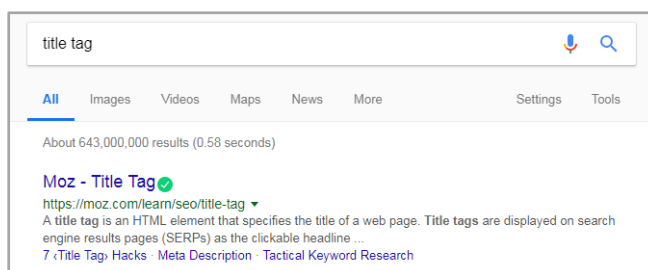 title tag
All Images Videos Maps News More Settings Tools
About 643,000,000 results (0.58 seconds)
Moz - Title Tag
https://moz.com/learn/seo/title-tag
A title tag is an HTML element that specifies the title of a web page. Title tags are displayed on search
engine results pages (SERPs) as the clickable headline ...
7 ‹Title Tag› Hacks · Meta Description · Tactical Keyword Research